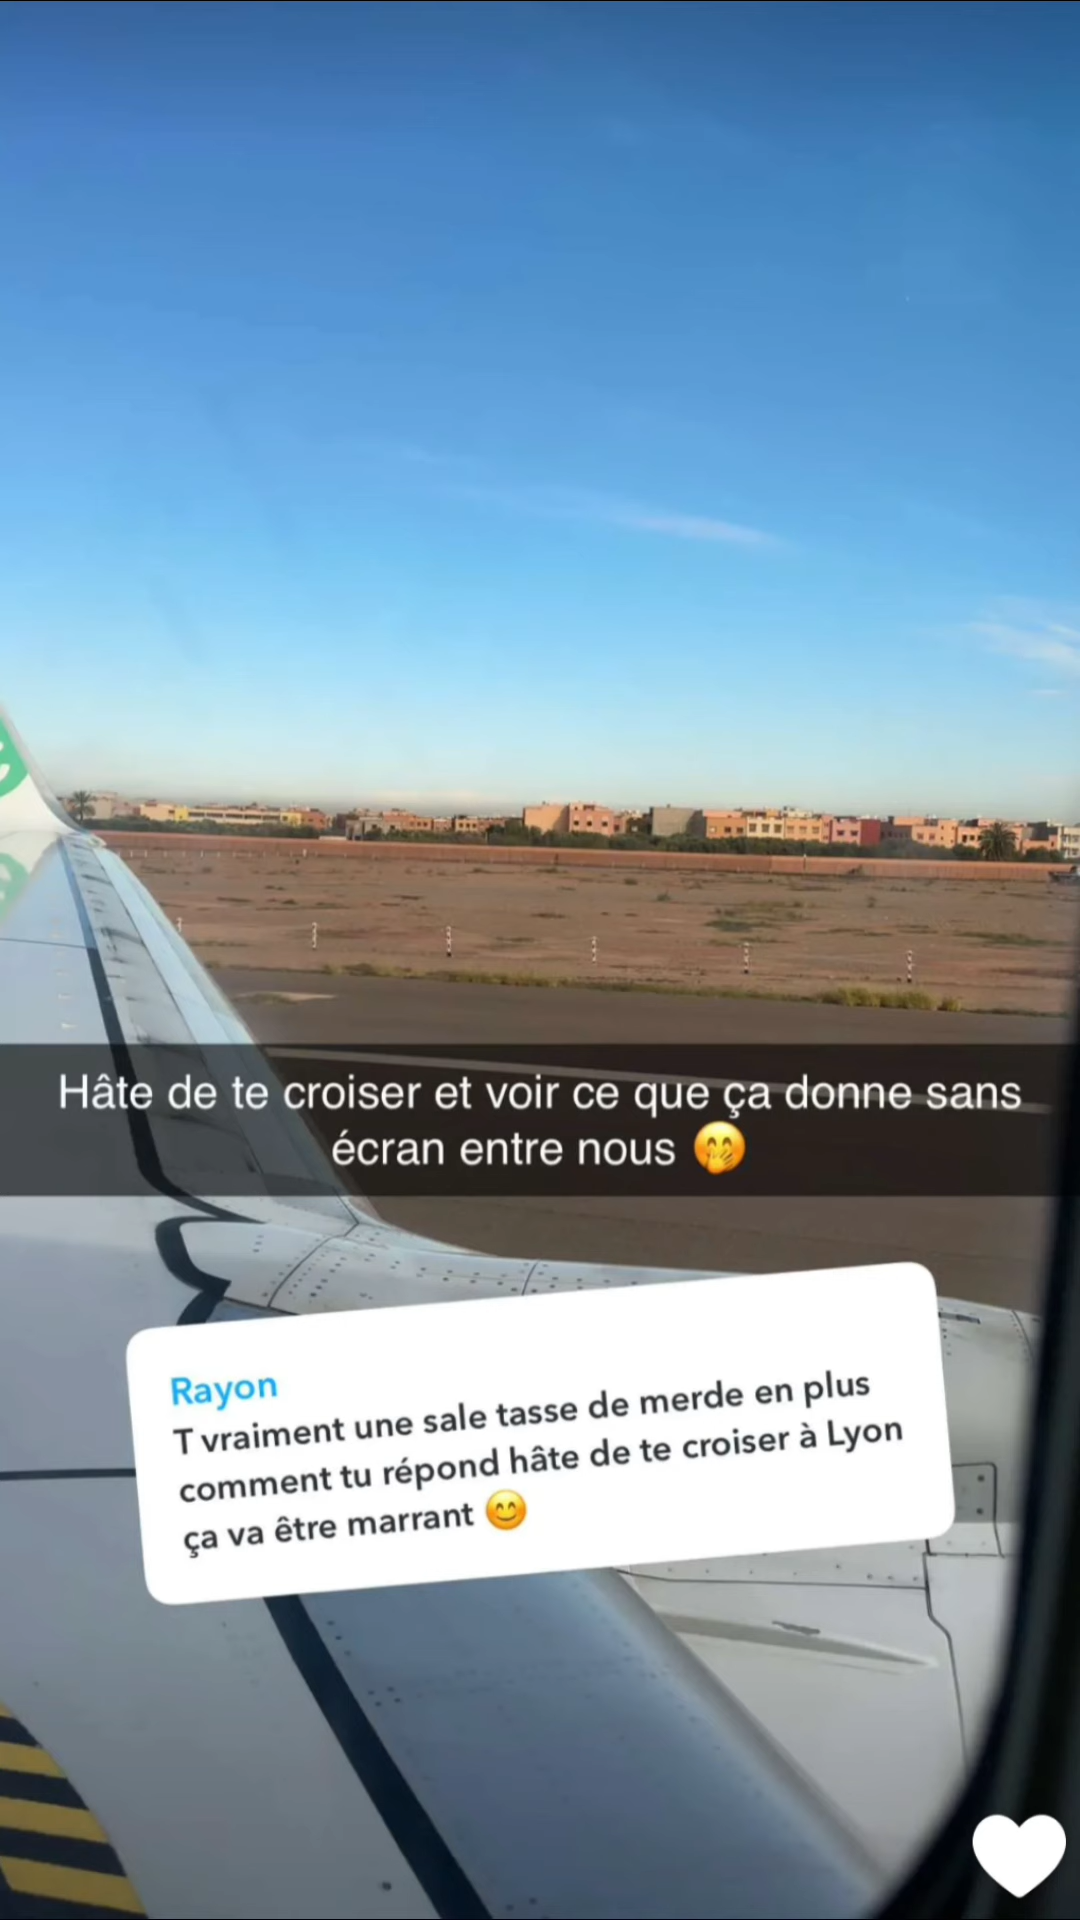 Hâte de te croiser et voir ce que ça donne sans
écran entre nous 🤭
Rayon
T vraiment une sale tasse de merde en plus
comment tu répond hâte de te croiser à Lyon
ça va être marrant 😊